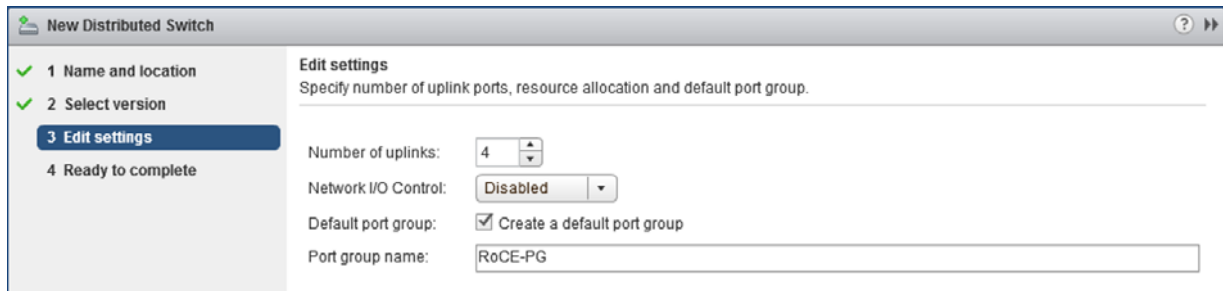 New Distributed Switch
?
1 Name and location
2 Select version
3 Edit settings
4 Ready to complete
Edit settings
Specify number of uplink ports, resource allocation and default port group.
Number of uplinks: 4
Network I/O Control: Disabled
Default port group: Create a default port group
Port group name: RoCE-PG